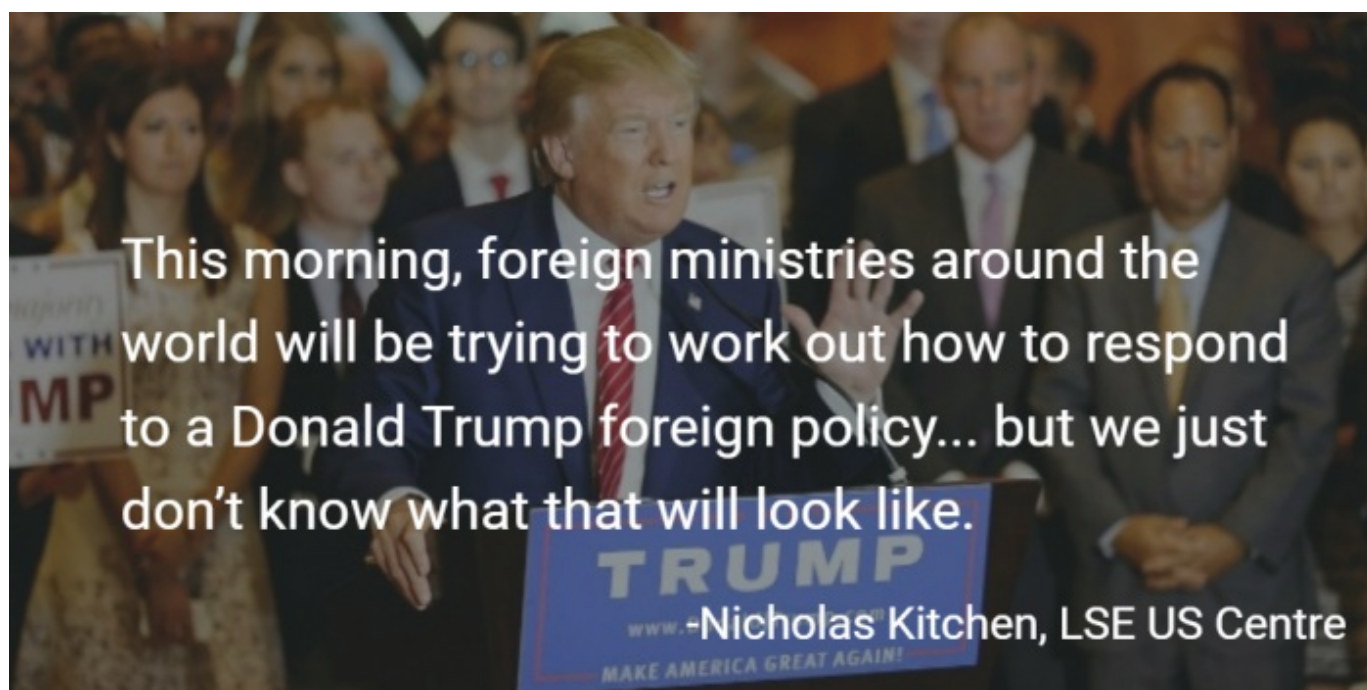 This morning, foreign ministries around the
world will be trying to work out how to respond
to a Donald Trump foreign policy... but we just
don’t know what that will look like.
-Nicholas Kitchen, LSE US Centre
WITH
MP
TRUMP
www.
MAKE AMERICA GREAT AGAIN!